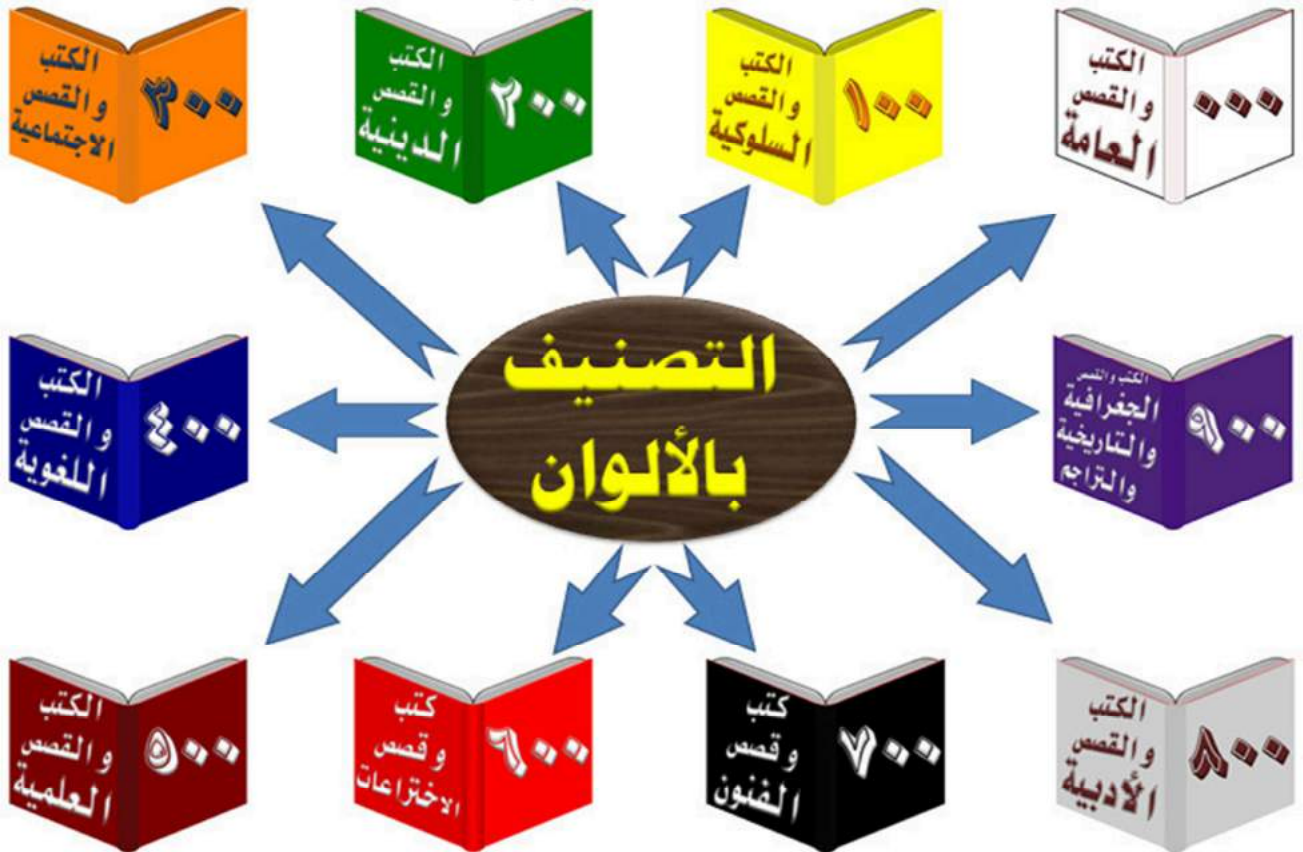 الكتب
والقصص
العامة
٠٠٠
الكتب
والقصص
السلوكية
١٠٠
الكتب
والقصص
الدينية
٢٠٠
الكتب
والقصص
الاجتماعية
٣٠٠
التصنيف
بالألوان
الكتب والقصص
الجغرافية
والتاريخية
والتراجم
٩٠٠
الكتب
والقصص
اللغوية
٤٠٠
الكتب
والقصص
الأدبية
٨٠٠
كتب
وقصص
الفنون
٧٠٠
كتب
وقصص
الاختراعات
٦٠٠
الكتب
والقصص
العلمية
٥٠٠